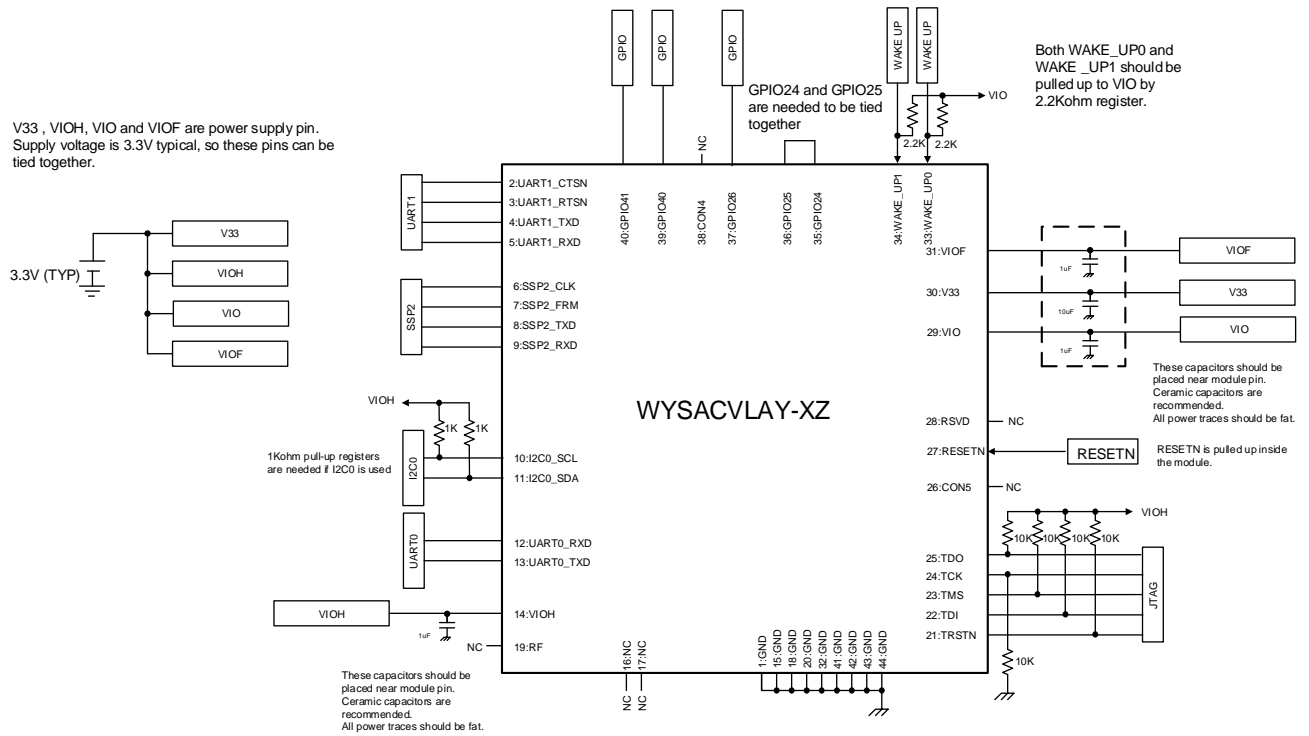 GPIO
GPIO
GPIO
WAKE UP
WAKE UP
Both WAKE_UP0 and
WAKE _UP1 should be
pulled up to VIO by
2.2Kohm register.
VIO
2.2K
2.2K
GPIO24 and GPIO25
are needed to be tied
together
NC
V33 , VIOH, VIO and VIOF are power supply pin.
Supply voltage is 3.3V typical, so these pins can be
tied together.
3.3V (TYP)
V33
VIOH
VIO
VIOF
40:GPIO41
39:GPIO40
38:CON4
37:GPIO26
36:GPIO25
35:GPIO24
34:WAKE_UP1
33:WAKE_UP0
UART1
2:UART1_CTSN
3:UART1_RTSN
4:UART1_TXD
5:UART1_RXD
SSP2
6:SSP2_CLK
7:SSP2_FRM
8:SSP2_TXD
9:SSP2_RXD
VIOH
1K
1K
1Kohm pull-up registers
are needed if I2C0 is used
I2C0
10:I2C0_SCL
11:I2C0_SDA
UART0
12:UART0_RXD
13:UART0_TXD
VIOH
1uF
14:VIOH
NC
19:RF
These capacitors should be
placed near module pin.
Ceramic capacitors are
recommended.
All power traces should be fat.
WYSACVLAY-XZ
16:NC
17:NC
NC
NC
1:GND
15:GND
18:GND
20:GND
32:GND
41:GND
42:GND
43:GND
44:GND
31:VIOF
1uF
VIOF
30:V33
10uF
V33
29:VIO
1uF
VIO
These capacitors should be
placed near module pin.
Ceramic capacitors are
recommended.
All power traces should be fat.
28:RSVD
NC
27:RESETN
RESETN
RESETN is pulled up inside
the module.
26:CON5
NC
VIOH
10K
10K
10K
10K
25:TDO
24:TCK
23:TMS
22:TDI
21:TRSTN
JTAG
10K